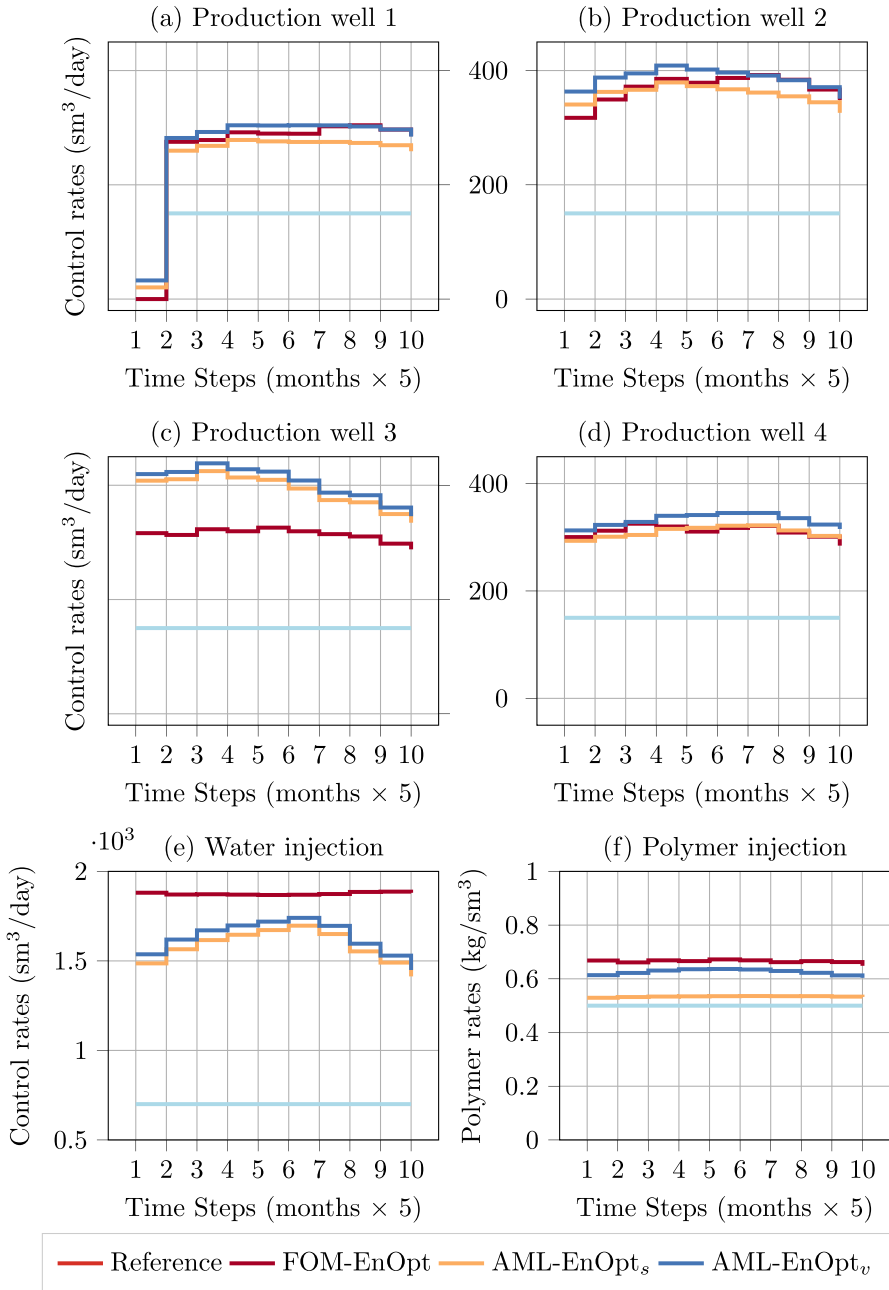 (a) Production well 1
(b) Production well 2
Control rates (sm³/day)
400
200
0
1 2 3 4 5 6 7 8 9 10
1 2 3 4 5 6 7 8 9 10
Time Steps (months × 5)
Time Steps (months × 5)
(c) Production well 3
(d) Production well 4
Control rates (sm³/day)
400
200
0
1 2 3 4 5 6 7 8 9 10
1 2 3 4 5 6 7 8 9 10
Time Steps (months × 5)
Time Steps (months × 5)
·10³
(e) Water injection
(f) Polymer injection
Control rates (sm³/day)
2
1.5
1
0.5
Polymer rates (kg/sm³)
1
0.8
0.6
0.4
0.2
0
1 2 3 4 5 6 7 8 9 10
1 2 3 4 5 6 7 8 9 10
Time Steps (months × 5)
Time Steps (months × 5)
Reference FOM-EnOpt AML-EnOptₛ AML-EnOptᵥ